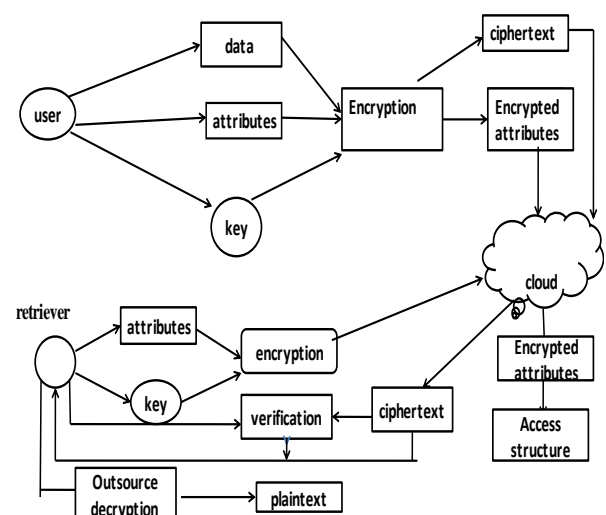 ciphertext
data
user
attributes
Encryption
Encrypted
attributes
key
cloud
retriever
attributes
encryption
key
verification
ciphertext
Encrypted
attributes
Access
structure
Outsource
decryption
plaintext